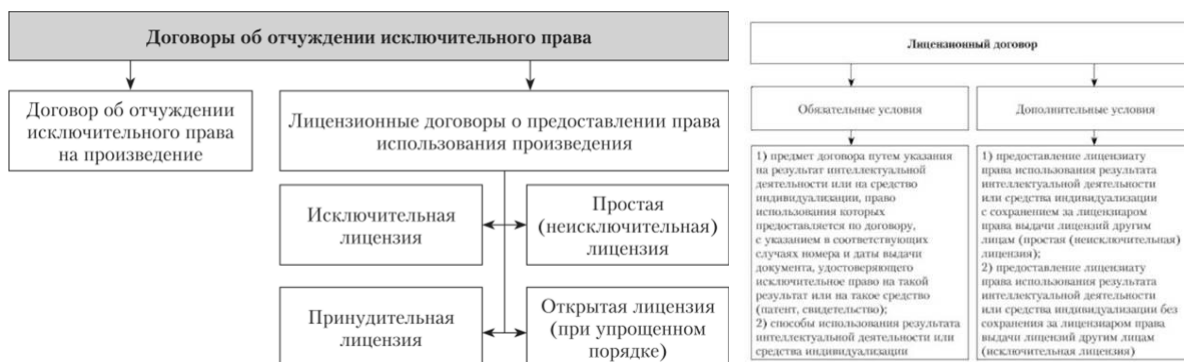 Договоры об отчуждении исключительного права
Договор об отчуждении
исключительного права
на произведение
Лицензионные договоры о предоставлении права
использования произведения
Исключительная
лицензия
Простая
(неисключительная)
лицензия
Принудительная
лицензия
Открытая лицензия
(при упрощенном
порядке)
Лицензионный договор
Обязательные условия
Дополнительные условия
1) предмет договора путем указания
на результат интеллектуальной
деятельности или на средство
индивидуализации, право
использования которых
предоставляется по договору,
с указанием в соответствующих
случаях номера и даты выдачи
документа, удостоверяющего
исключительное право на такой
результат или на такое средство
(патент, свидетельство);
2) способы использования результата
интеллектуальной деятельности или
средства индивидуализации
1) предоставление лицензиату
права использования результата
интеллектуальной деятельности
или средства индивидуализации
с сохранением за лицензиаром
права выдачи лицензий другим
лицам (простая (неисключительная)
лицензия);
2) предоставление лицензиату
права использования результата
интеллектуальной деятельности
или средства индивидуализации без
сохранения за лицензиаром права
выдачи лицензий другим лицам
(исключительная лицензия)